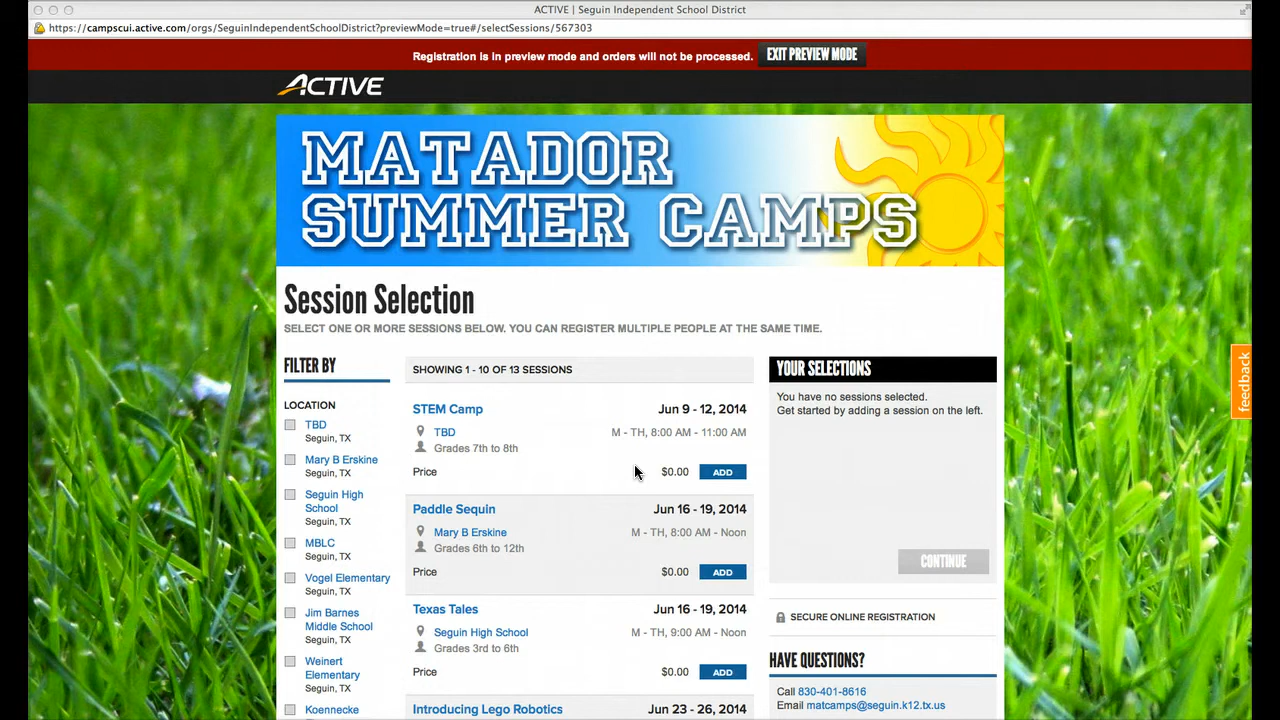 ACTIVE | Seguin Independent School District
https://campscui.active.com/orgs/SeguinIndependentSchoolDistrict?previewMode=true#/selectSessions/567303
Registration is in preview mode and orders will not be processed. EXIT PREVIEW MODE
ACTIVE
MATADOR
SUMMER CAMPS
Session Selection
SELECT ONE OR MORE SESSIONS BELOW. YOU CAN REGISTER MULTIPLE PEOPLE AT THE SAME TIME.
FILTER BY
LOCATION
TBD
Seguin, TX
Mary B Erskine
Seguin, TX
Seguin High
School
Seguin, TX
MBLC
Seguin, TX
Vogel Elementary
Seguin, TX
Jim Barnes
Middle School
Seguin, TX
Weinert
Elementary
Seguin, TX
Koennecke
SHOWING 1 - 10 OF 13 SESSIONS
STEM Camp Jun 9 - 12, 2014
TBD M - TH, 8:00 AM - 11:00 AM
Grades 7th to 8th
Price $0.00 ADD
Paddle Sequin Jun 16 - 19, 2014
Mary B Erskine M - TH, 8:00 AM - Noon
Grades 6th to 12th
Price $0.00 ADD
Texas Tales Jun 16 - 19, 2014
Seguin High School M - TH, 9:00 AM - Noon
Grades 3rd to 6th
Price $0.00 ADD
Introducing Lego Robotics Jun 23 - 26, 2014
YOUR SELECTIONS
You have no sessions selected.
Get started by adding a session on the left.
CONTINUE
SECURE ONLINE REGISTRATION
HAVE QUESTIONS?
Call 830-401-8616
Email matcamps@seguin.k12.tx.us
feedback